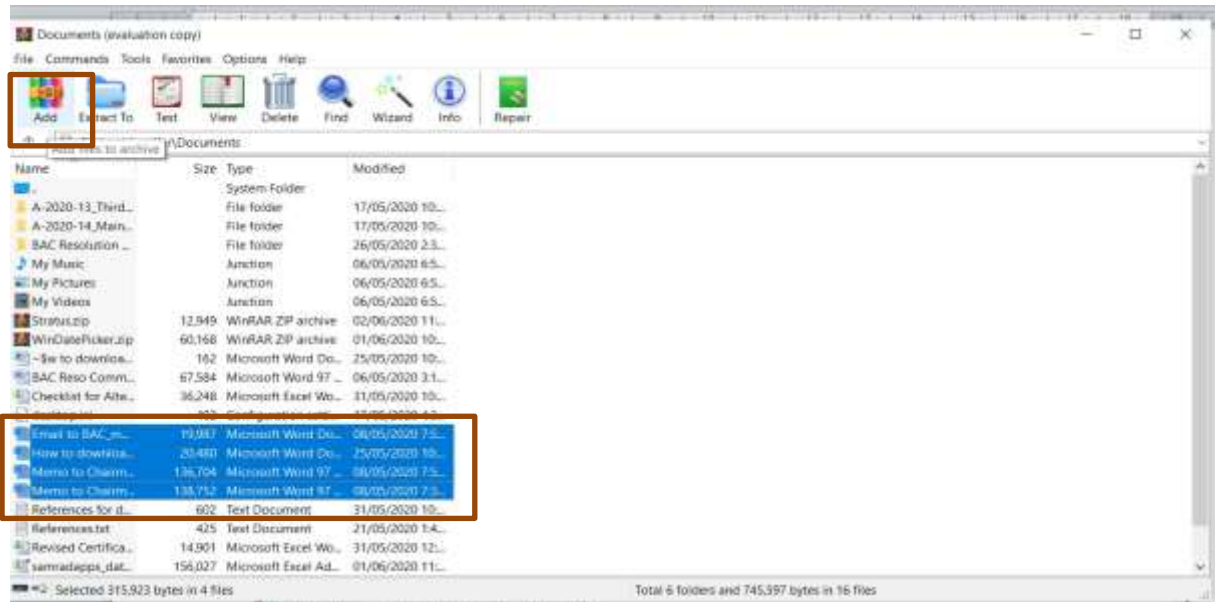 Documents (evaluation copy)
File Commands Tools Favorites Options Help
Add Extract To Test View Delete Find Wizard Info Repair
\Documents
Add files to archive
Name Size Type Modified
. System Folder
A-2020-13_Third... File folder 17/05/2020 10:...
A-2020-14_Main... File folder 17/05/2020 10:...
BAC Resolution ... File folder 26/05/2020 2:3...
My Music Junction 06/05/2020 6:5...
My Pictures Junction 06/05/2020 6:5...
My Videos Junction 06/05/2020 6:5...
Stratus.zip 12,949 WinRAR ZIP archive 02/06/2020 11:...
WinDatePicker.zip 60,168 WinRAR ZIP archive 01/06/2020 10:...
~$w to downloa... 162 Microsoft Word Do... 25/05/2020 10:...
BAC Reso Comm... 67,584 Microsoft Word 97 ... 06/05/2020 3:1...
Checklist for Alte... 36,248 Microsoft Excel Wo... 31/05/2020 10:...
Email to BAC_m... 19,987 Microsoft Word Do... 08/05/2020 7:5...
How to downloa... 20,480 Microsoft Word Do... 25/05/2020 10:...
Memo to Chairm... 136,704 Microsoft Word 97 ... 08/05/2020 7:5...
Memo to Chairm... 138,752 Microsoft Word 97 ... 08/05/2020 7:3...
References for d... 602 Text Document 31/05/2020 10:...
References.txt 425 Text Document 21/05/2020 1:4...
Revised Certifica... 14,901 Microsoft Excel Wo... 31/05/2020 12:...
samradapps_dat... 156,027 Microsoft Excel Ad... 01/06/2020 11:...
Selected 315,923 bytes in 4 files Total 6 folders and 745,597 bytes in 16 files